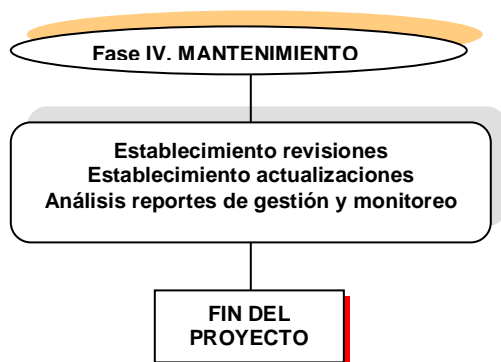 Fase IV. MANTENIMIENTO
Establecimiento revisiones
Establecimiento actualizaciones
Análisis reportes de gestión y monitoreo
FIN DEL
PROYECTO